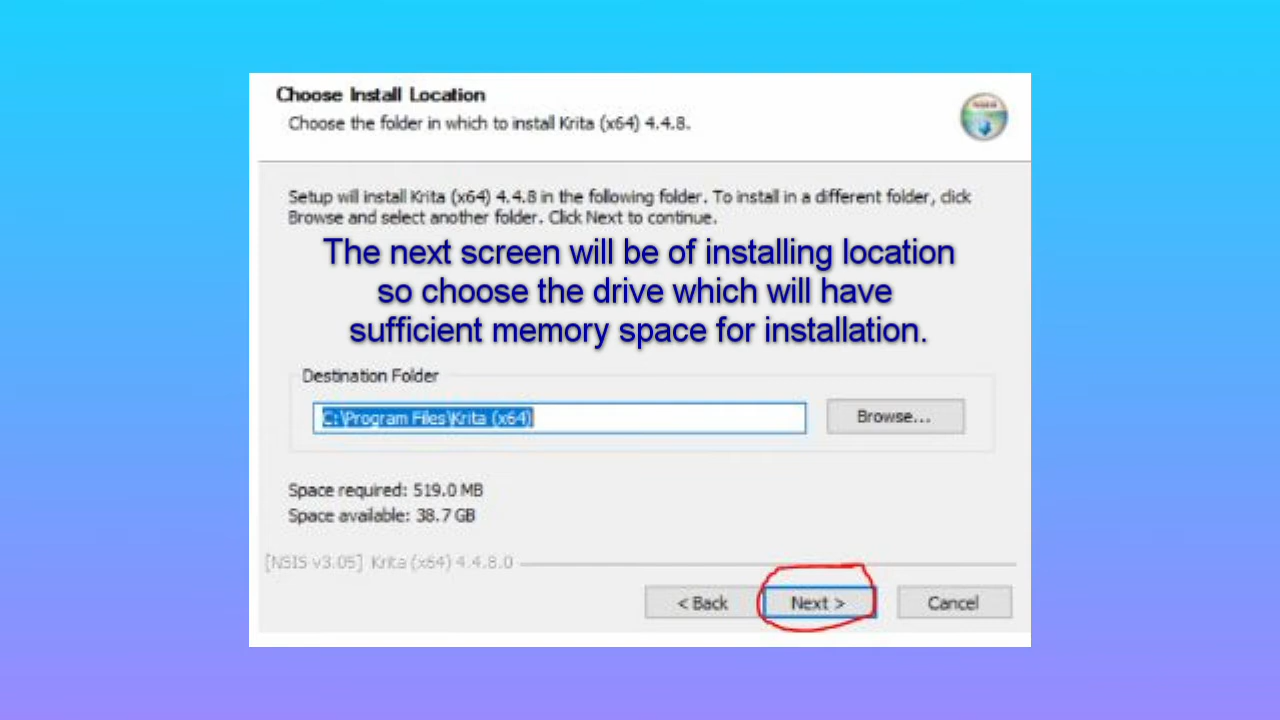 Choose Install Location
Choose the folder in which to install Krita (x64) 4.4.8.
Setup will install Krita (x64) 4.4.8 in the following folder. To install in a different folder, click
Browse and select another folder. Click Next to continue.
The next screen will be of installing location
so choose the drive which will have
sufficient memory space for installation.
Destination Folder
C:\Program Files\Krita (x64)
Browse...
Space required: 519.0 MB
Space available: 38.7 GB
[NSIS v3.05] Krita (x64) 4.4.8.0
< Back Next > Cancel